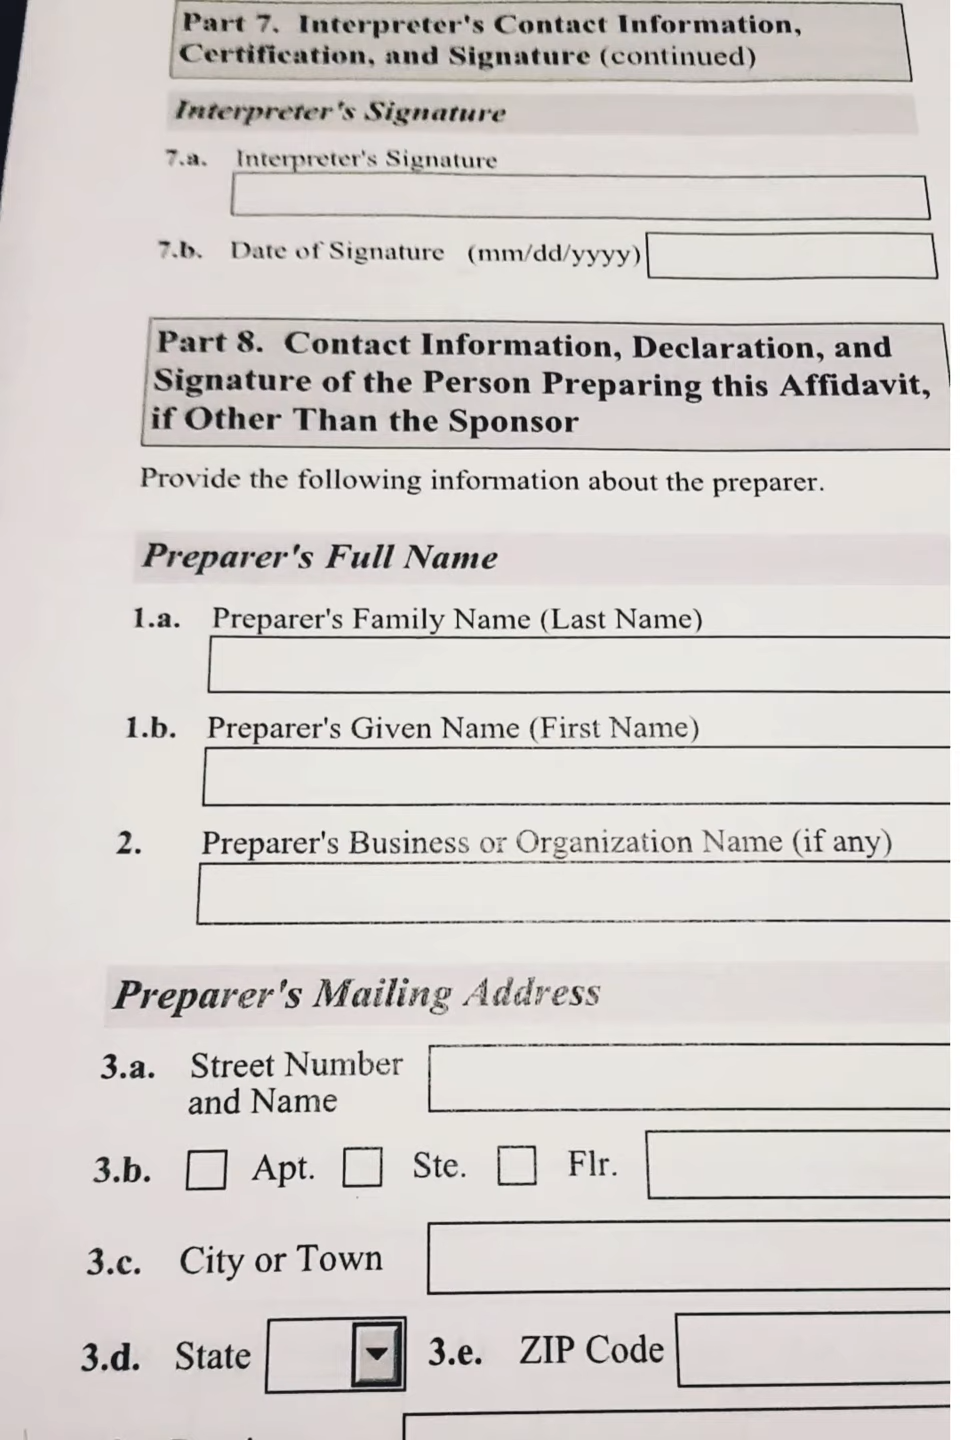 Part 7. Interpreter's Contact Information,
Certification, and Signature (continued)
Interpreter's Signature
7.a. Interpreter's Signature
7.b. Date of Signature (mm/dd/yyyy)
Part 8. Contact Information, Declaration, and
Signature of the Person Preparing this Affidavit,
if Other Than the Sponsor
Provide the following information about the preparer.
Preparer's Full Name
1.a. Preparer's Family Name (Last Name)
1.b. Preparer's Given Name (First Name)
2. Preparer's Business or Organization Name (if any)
Preparer's Mailing Address
3.a. Street Number
and Name
3.b. Apt. Ste. Flr.
3.c. City or Town
3.d. State 3.e. ZIP Code